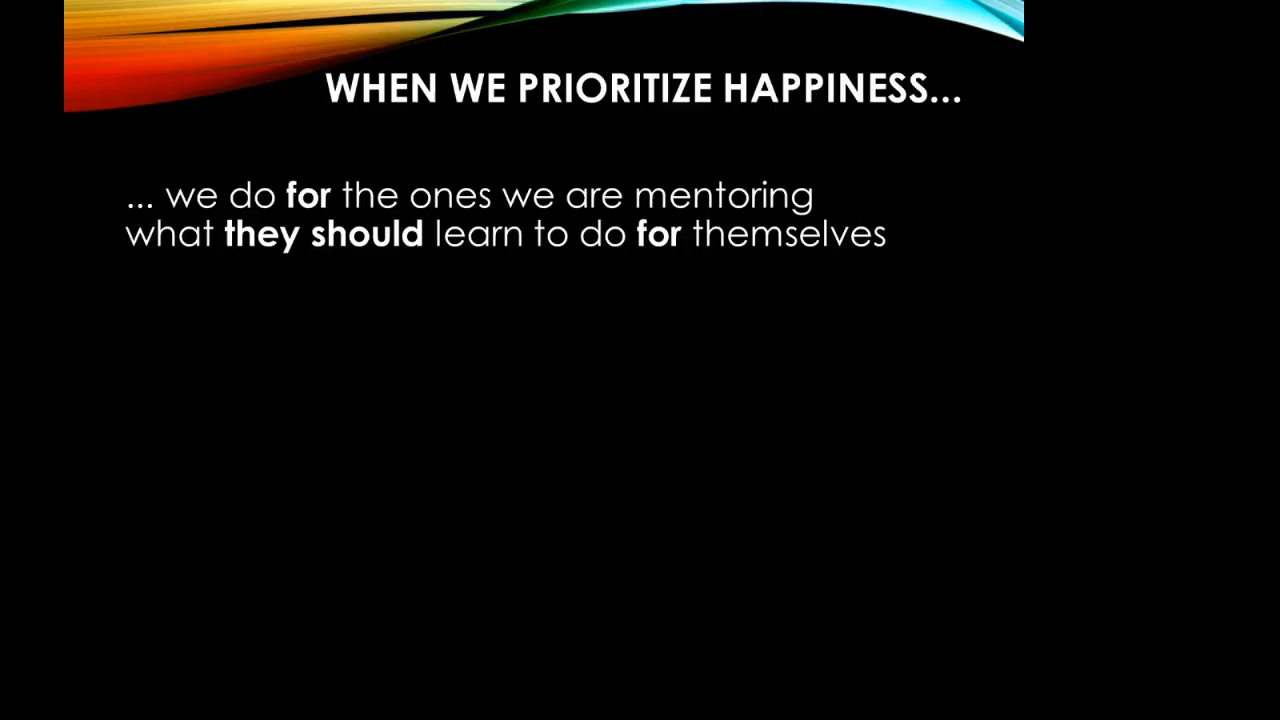 WHEN WE PRIORITIZE HAPPINESS...
... we do for the ones we are mentoring
what they should learn to do for themselves